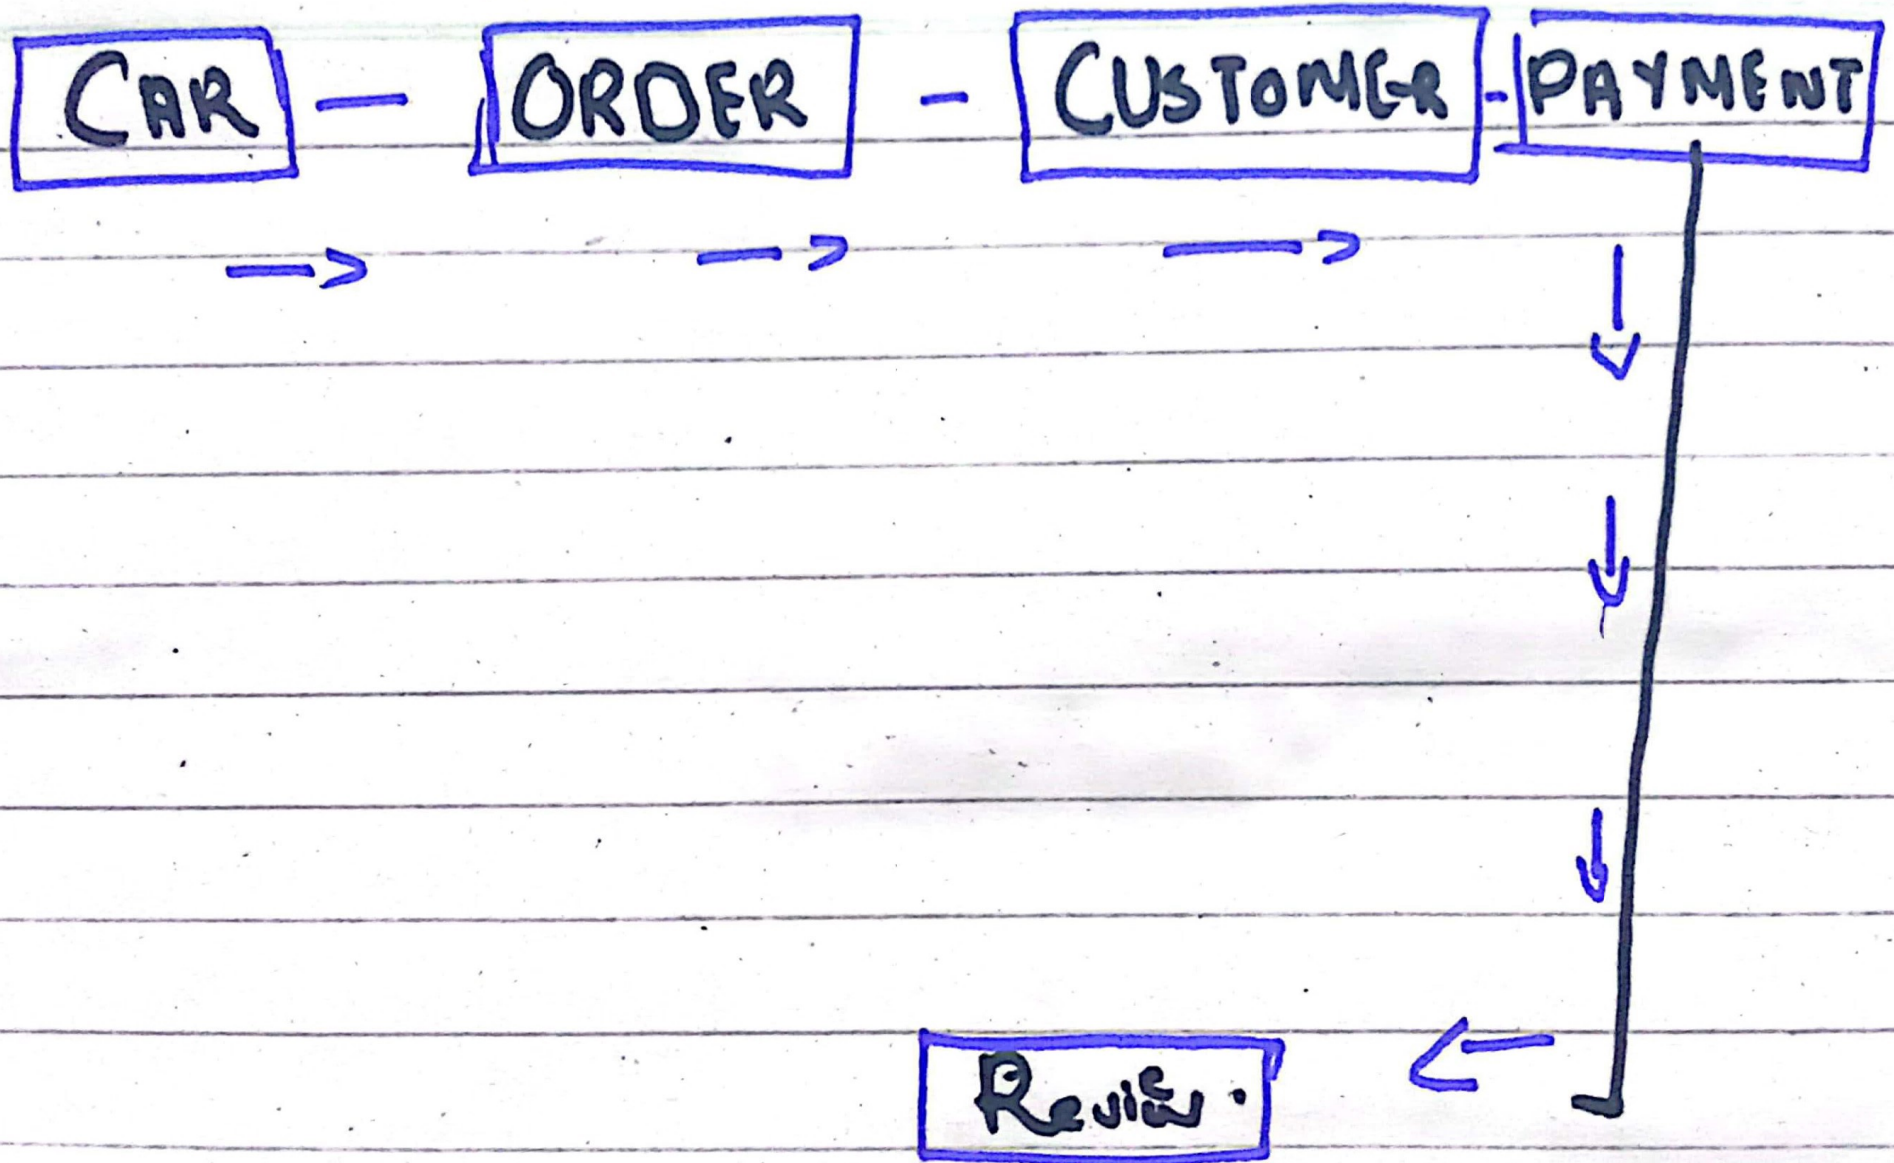 CAR — ORDER - CUSTOMER - PAYMENT
Review.